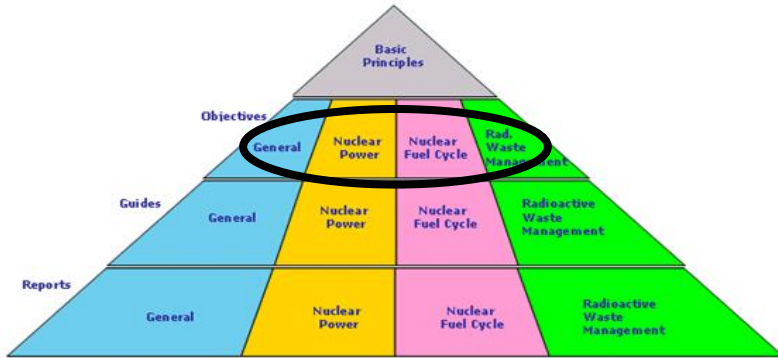 Basic
Principles
Objectives
General
Nuclear
Power
Nuclear
Fuel Cycle
Rad.
Waste
Management
Guides
General
Nuclear
Power
Nuclear
Fuel Cycle
Radioactive
Waste
Management
Reports
General
Nuclear
Power
Nuclear
Fuel Cycle
Radioactive
Waste
Management